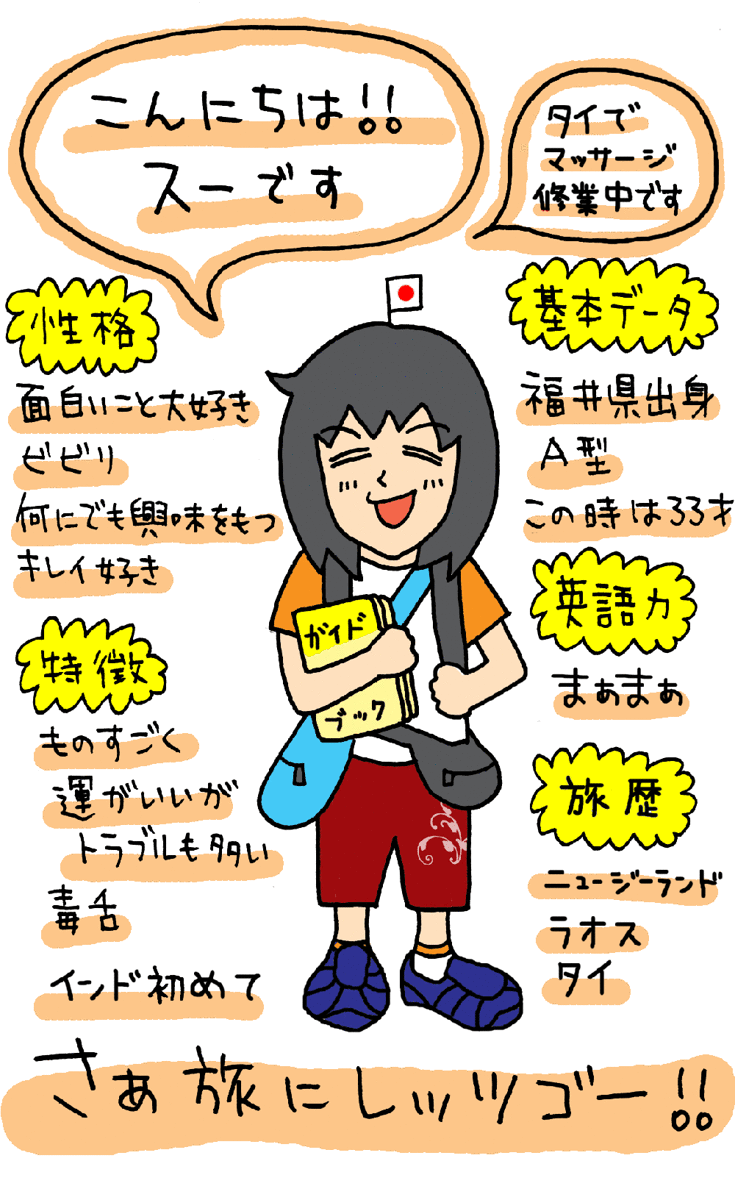 こんにちは!!
スーです
タイで
マッサージ
修業中です
性格
面白いこと大好き
ビビリ
何にでも興味をもつ
キレイ好き
特徴
ものすごく
運がいいが
トラブルも多い
毒舌
インド初めて
ガイド
ブック
基本データ
福井県出身
A型
この時は33才
英語力
まぁまぁ
旅歴
ニュージーランド
ラオス
タイ
さぁ旅にレッツゴー!!